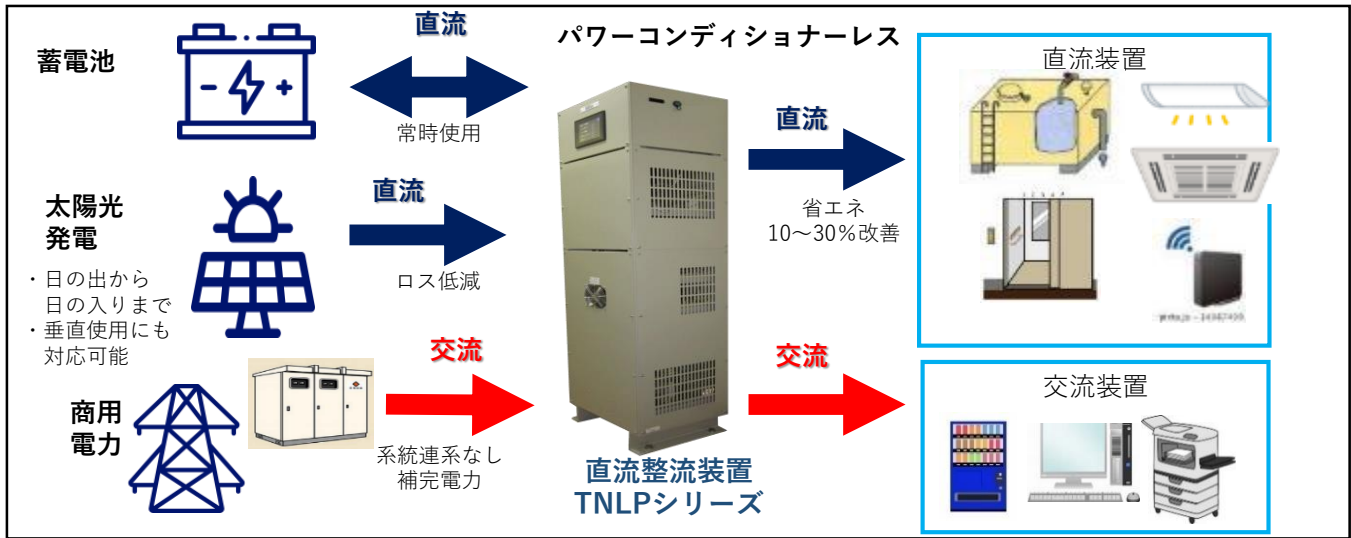 蓄電池
直流
常時使用
太陽光
発電
・日の出から
日の入りまで
・垂直使用にも
対応可能
直流
ロス低減
商用
電力
交流
系統連系なし
補完電力
パワーコンディショナーレス
直流整流装置
TNLPシリーズ
直流
省エネ
10～30%改善
交流
直流装置
交流装置